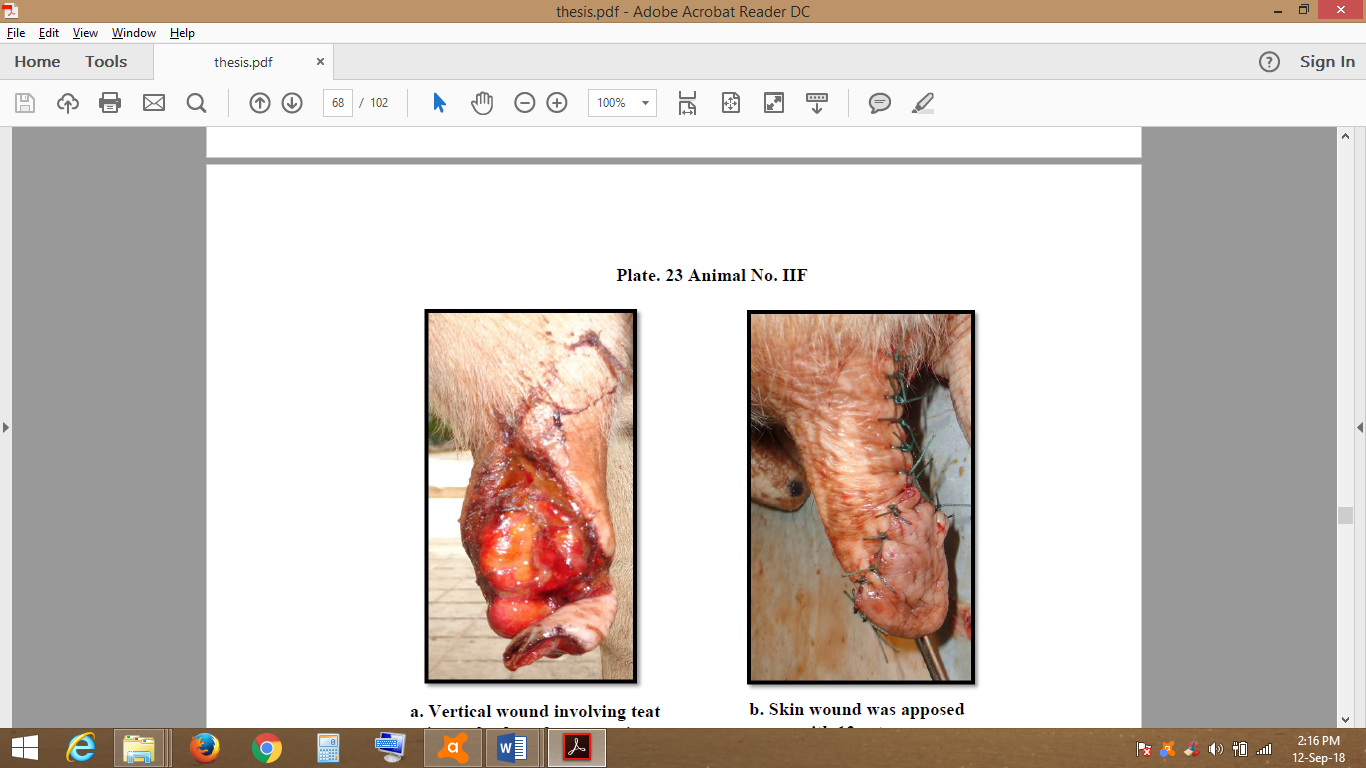 thesis.pdf - Adobe Acrobat Reader DC
File Edit View Window Help
Home Tools thesis.pdf
Sign In
68 / 102
100%
Plate. 23 Animal No. IIF
a. Vertical wound involving teat
b. Skin wound was apposed
2:16 PM
12-Sep-18